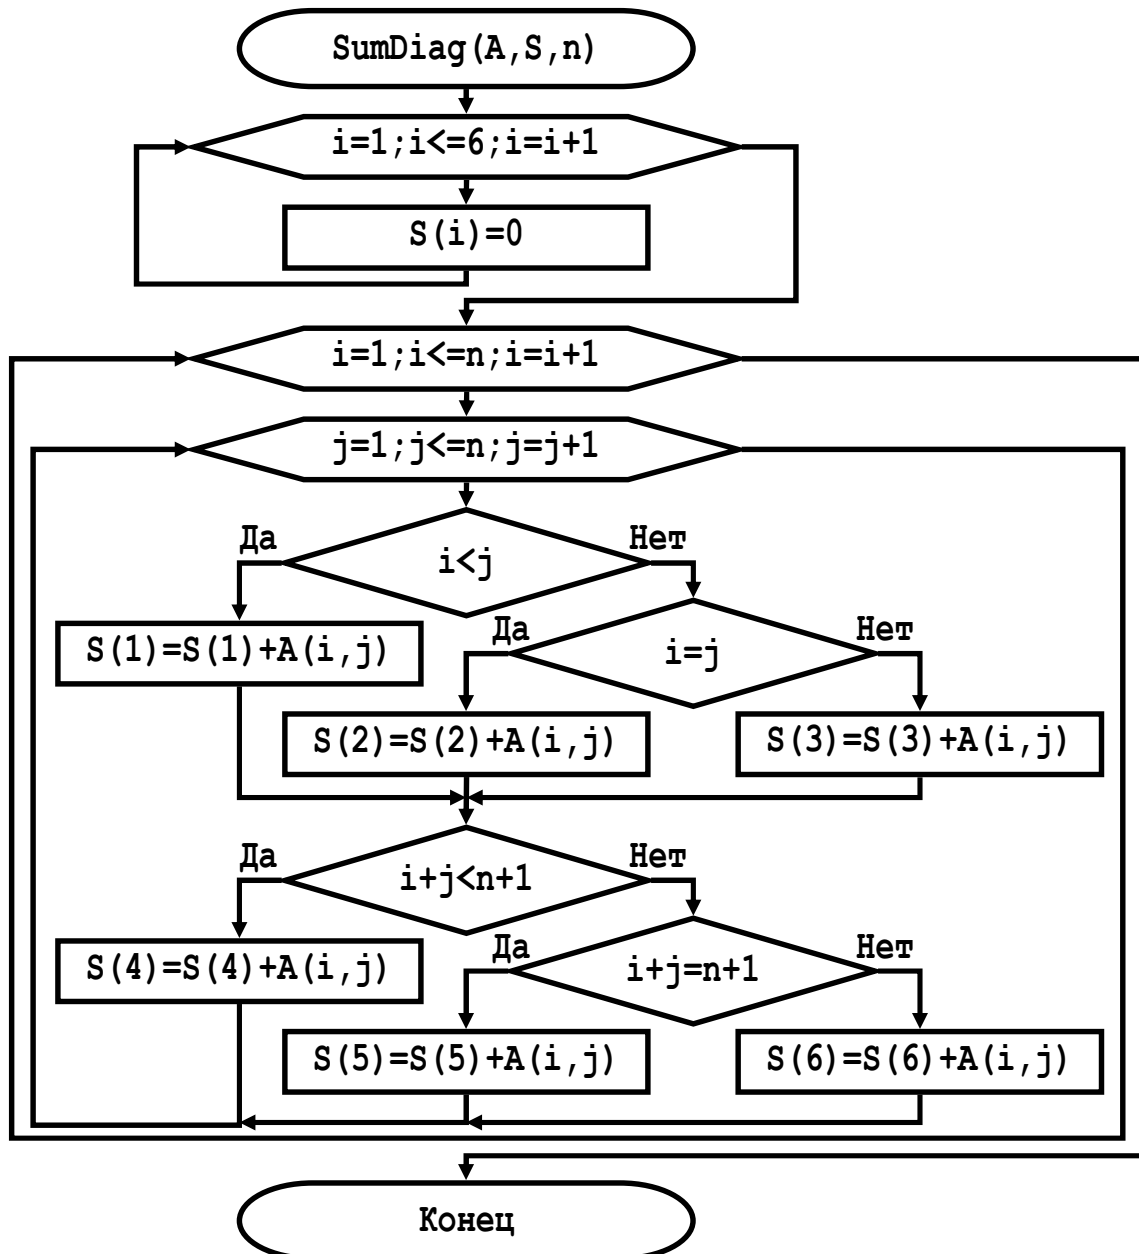 SumDiag(A,S,n)
i=1;i<=6;i=i+1
S(i)=0
i=1;i<=n;i=i+1
j=1;j<=n;j=j+1
Да
i<j
Нет
S(1)=S(1)+A(i,j)
Да
i=j
Нет
S(2)=S(2)+A(i,j)
S(3)=S(3)+A(i,j)
Да
i+j<n+1
Нет
S(4)=S(4)+A(i,j)
Да
i+j=n+1
Нет
S(5)=S(5)+A(i,j)
S(6)=S(6)+A(i,j)
Конец